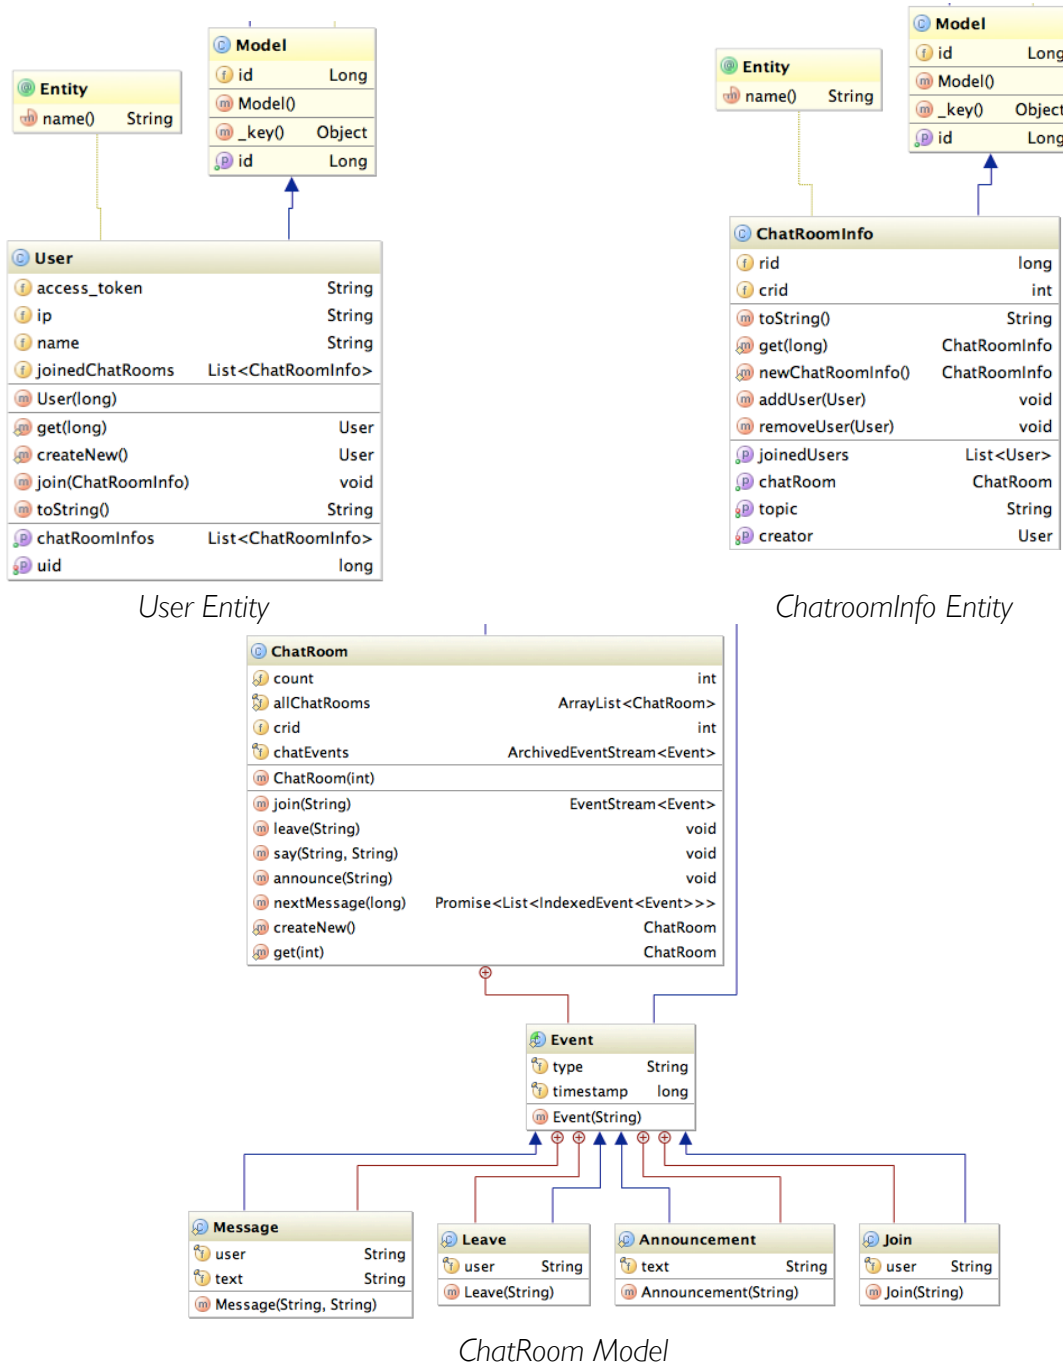 Model
id Long
Model()
_key() Object
id Long
Entity
name() String
User
access_token String
ip String
name String
joinedChatRooms List<ChatRoomInfo>
User(long)
get(long) User
createNew() User
join(ChatRoomInfo) void
toString() String
chatRoomInfos List<ChatRoomInfo>
uid long
User Entity
Model
id Long
Model()
_key() Object
id Long
Entity
name() String
ChatRoomInfo
rid long
crid int
toString() String
get(long) ChatRoomInfo
newChatRoomInfo() ChatRoomInfo
addUser(User) void
removeUser(User) void
joinedUsers List<User>
chatRoom ChatRoom
topic String
creator User
ChatroomInfo Entity
ChatRoom
count int
allChatRooms ArrayList<ChatRoom>
crid int
chatEvents ArchivedEventStream<Event>
ChatRoom(int)
join(String) EventStream<Event>
leave(String) void
say(String, String) void
announce(String) void
nextMessage(long) Promise<List<IndexedEvent<Event>>>
createNew() ChatRoom
get(int) ChatRoom
Event
type String
timestamp long
Event(String)
Message
user String
text String
Message(String, String)
Leave
user String
Leave(String)
Announcement
text String
Announcement(String)
Join
user String
Join(String)
ChatRoom Model